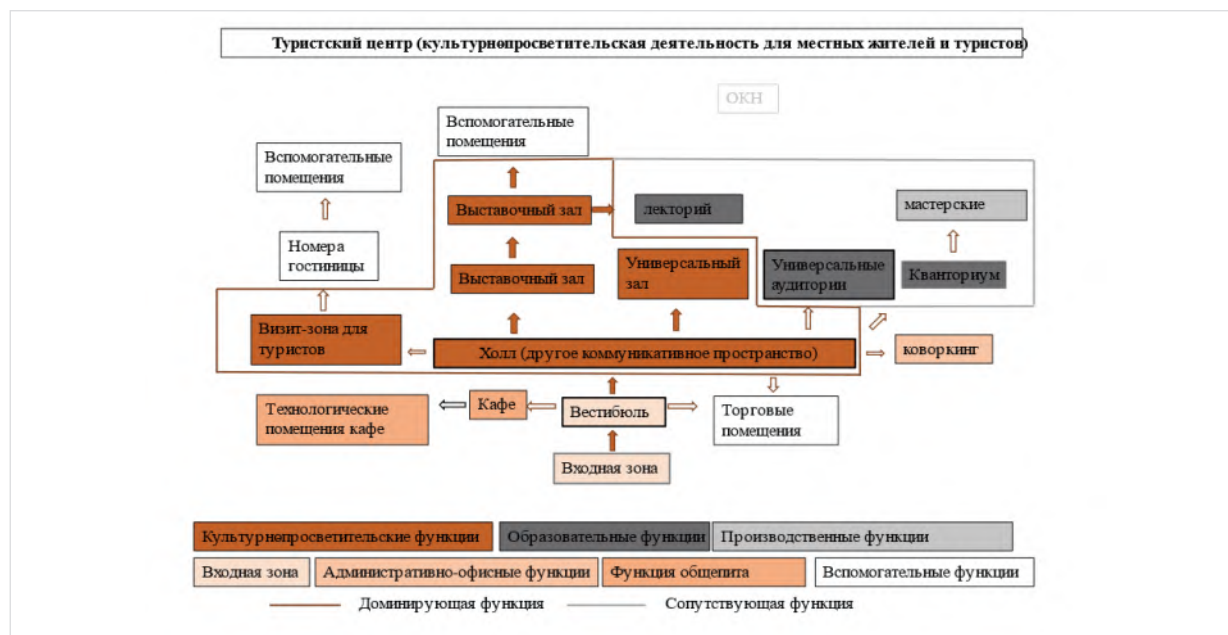 Туристский центр (культурнопросветительская деятельность для местных жителей и туристов)
ОКН
Вспомогательные
помещения
Вспомогательные
помещения
Выставочный зал
лекторий
мастерские
Номера
гостиницы
Выставочный зал
Универсальный
зал
Универсальные
аудитории
Кванториум
Визит-зона для
туристов
Холл (другое коммуникативное пространство)
коворкинг
Технологические
помещения кафе
Кафе
Вестибюль
Торговые
помещения
Входная зона
Культурнопросветительские функции
Образовательные функции
Производственные функции
Входная зона
Административно-офисные функции
Функция общепита
Вспомогательные функции
Доминирующая функция
Сопутствующая функция